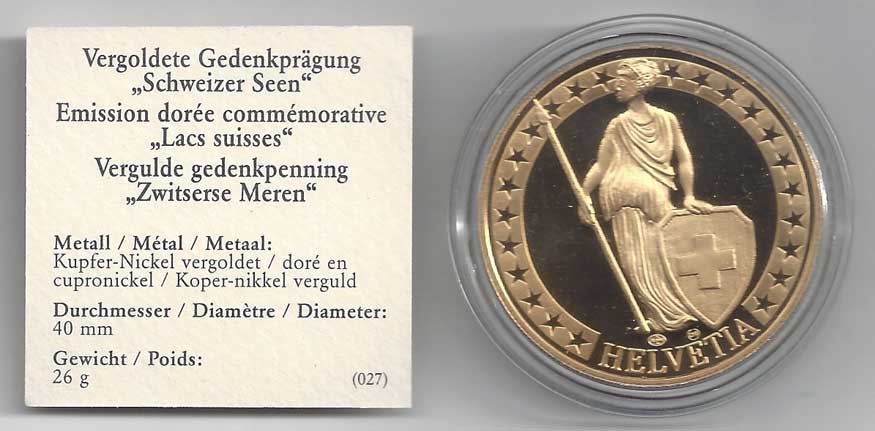 Vergoldete Gedenkprägung
„Schweizer Seen“
Emission dorée commémorative
„Lacs suisses“
Vergulde gedenkpenning
„Zwitserse Meren“
Metall / Métal / Metaal:
Kupfer-Nickel vergoldet / doré en
cupronickel / Koper-nikkel verguld
Durchmesser / Diamètre / Diameter:
40 mm
Gewicht / Poids:
26 g (027)
HELVETIA